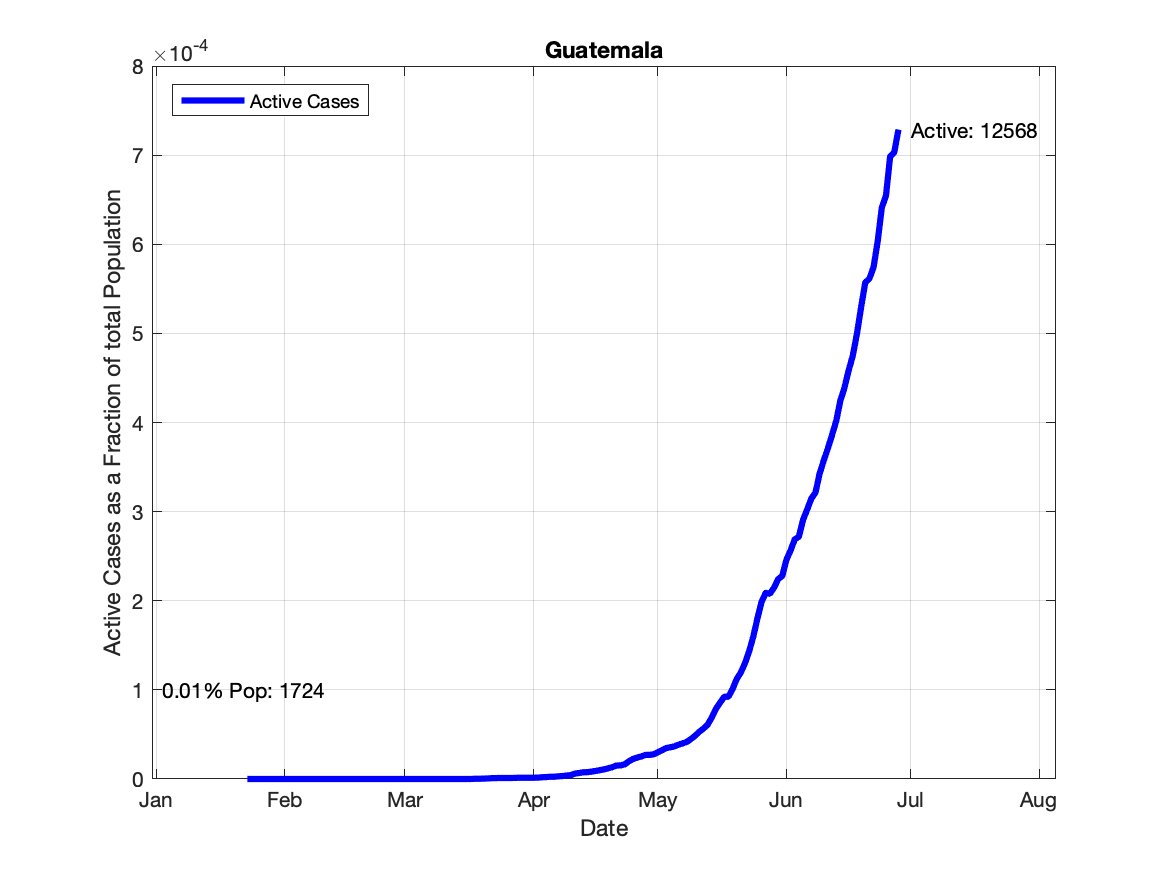 Guatemala
×10⁻⁴
8
7
6
5
4
3
2
1
0
Active Cases
Active: 12568
0.01% Pop: 1724
Active Cases as a Fraction of total Population
Jan Feb Mar Apr May Jun Jul Aug
Date